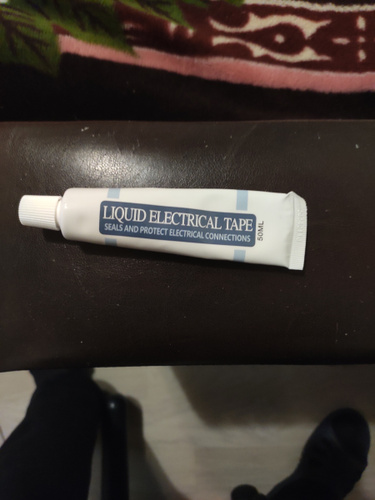 LIQUID ELECTRICAL TAPE
SEALS AND PROTECT ELECTRICAL CONNECTIONS
50ML